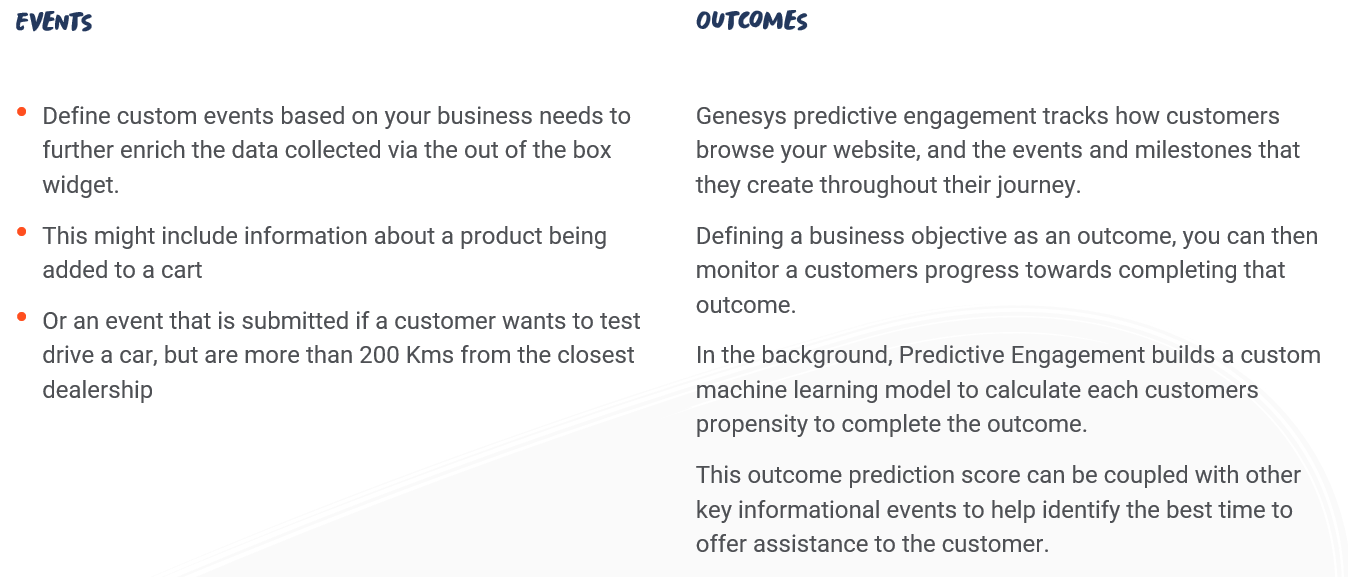 EVENTS
Define custom events based on your business needs to
further enrich the data collected via the out of the box
widget.
This might include information about a product being
added to a cart
Or an event that is submitted if a customer wants to test
drive a car, but are more than 200 Kms from the closest
dealership
OUTCOMES
Genesys predictive engagement tracks how customers
browse your website, and the events and milestones that
they create throughout their journey.
Defining a business objective as an outcome, you can then
monitor a customers progress towards completing that
outcome.
In the background, Predictive Engagement builds a custom
machine learning model to calculate each customers
propensity to complete the outcome.
This outcome prediction score can be coupled with other
key informational events to help identify the best time to
offer assistance to the customer.